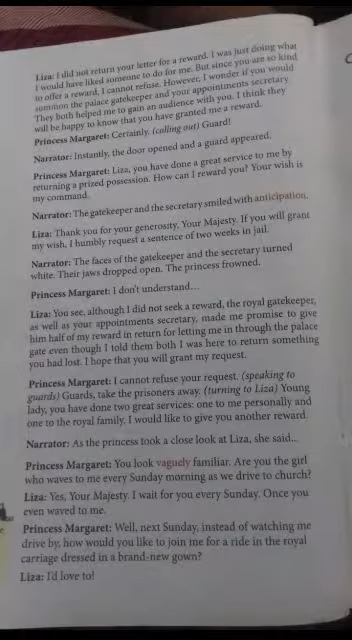 Liza: I did not return your letter for a reward. I was just doing what
I would have liked someone to do for me. But since you are so kind
to offer a reward, I cannot refuse. However, I wonder if you would
summon the palace gatekeeper and your appointments secretary.
They both helped me to gain an audience with you. I think they
will be happy to know that you have granted me a reward.
Princess Margaret: Certainly. (calling out) Guard!
Narrator: Instantly, the door opened and a guard appeared.
Princess Margaret: Liza, you have done a great service to me by
returning a prized possession. How can I reward you? Your wish is
my command.
Narrator: The gatekeeper and the secretary smiled with anticipation.
Liza: Thank you for your generosity, Your Majesty. If you will grant
my wish, I humbly request a sentence of two weeks in jail.
Narrator: The faces of the gatekeeper and the secretary turned
white. Their jaws dropped open. The princess frowned.
Princess Margaret: I don't understand...
Liza: You see, although I did not seek a reward, the royal gatekeeper,
as well as your appointments secretary, made me promise to give
him half of my reward in return for letting me in through the palace
gate even though I told them both I was here to return something
you had lost. I hope that you will grant my request.
Princess Margaret: I cannot refuse your request. (speaking to
guards) Guards, take the prisoners away. (turning to Liza) Young
lady, you have done two great services: one to me personally and
one to the royal family. I would like to give you another reward.
Narrator: As the princess took a close look at Liza, she said...
Princess Margaret: You look vaguely familiar. Are you the girl
who waves to me every Sunday morning as we drive to church?
Liza: Yes, Your Majesty. I wait for you every Sunday. Once you
even waved to me.
Princess Margaret: Well, next Sunday, instead of watching me
drive by, how would you like to join me for a ride in the royal
carriage dressed in a brand-new gown?
Liza: I'd love to!